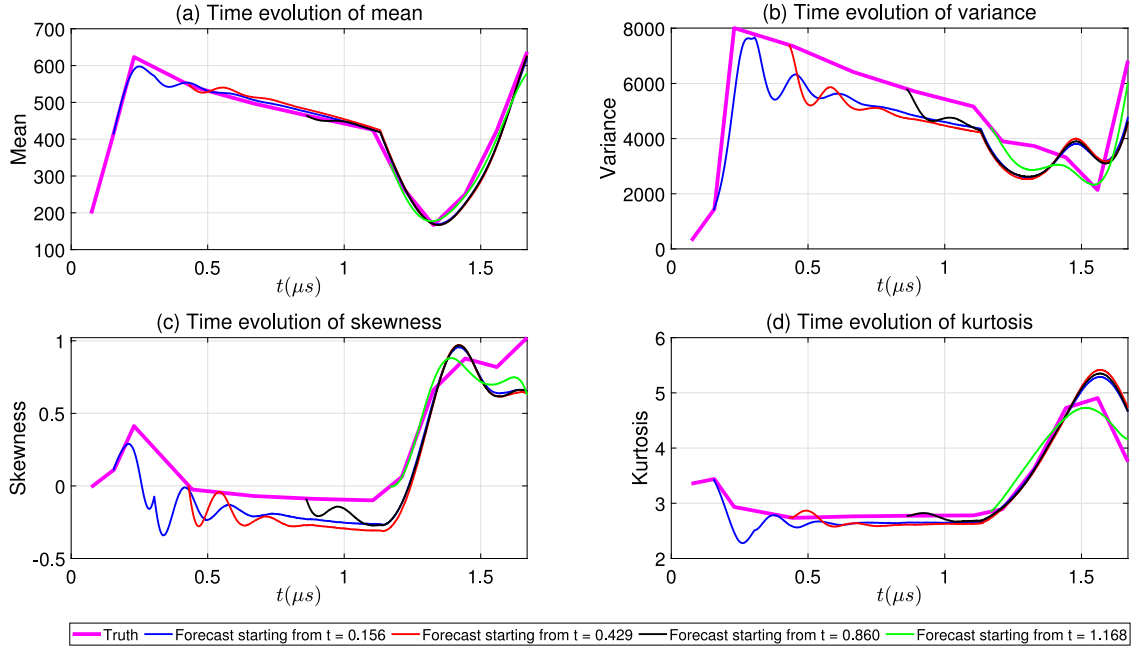 (a) Time evolution of mean
700
600
500
400
300
200
100
Mean
0
0.5
1
1.5
t(μs)
(b) Time evolution of variance
8000
6000
4000
2000
0
Variance
0
0.5
1
1.5
t(μs)
(c) Time evolution of skewness
1
0.5
0
-0.5
Skewness
0
0.5
1
1.5
t(μs)
(d) Time evolution of kurtosis
6
5
4
3
2
Kurtosis
0
0.5
1
1.5
t(μs)
Truth
Forecast starting from t = 0.156
Forecast starting from t = 0.429
Forecast starting from t = 0.860
Forecast starting from t = 1.168